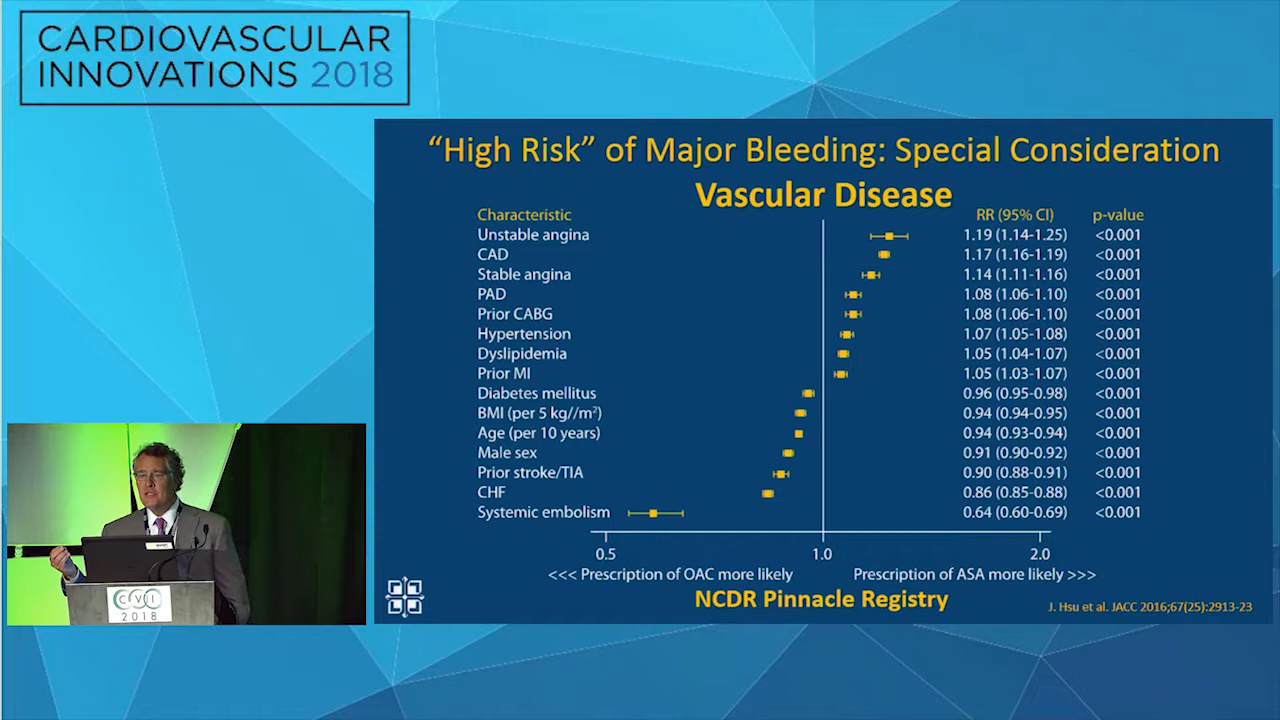 CARDIOVASCULAR
INNOVATIONS 2018
“High Risk” of Major Bleeding: Special Consideration
Vascular Disease
Characteristic RR (95% CI) p-value
Unstable angina 1.19 (1.14-1.25) <0.001
CAD 1.17 (1.16-1.19) <0.001
Stable angina 1.14 (1.11-1.16) <0.001
PAD 1.08 (1.06-1.10) <0.001
Prior CABG 1.08 (1.06-1.10) <0.001
Hypertension 1.07 (1.05-1.08) <0.001
Dyslipidemia 1.05 (1.04-1.07) <0.001
Prior MI 1.05 (1.03-1.07) <0.001
Diabetes mellitus 0.96 (0.95-0.98) <0.001
BMI (per 5 kg//m²) 0.94 (0.94-0.95) <0.001
Age (per 10 years) 0.94 (0.93-0.94) <0.001
Male sex 0.91 (0.90-0.92) <0.001
Prior stroke/TIA 0.90 (0.88-0.91) <0.001
CHF 0.86 (0.85-0.88) <0.001
Systemic embolism 0.64 (0.60-0.69) <0.001
0.5 1.0 2.0
<<< Prescription of OAC more likely Prescription of ASA more likely >>>
NCDR Pinnacle Registry
J. Hsu et al. JACC 2016;67(25):2913-23
CVI
2018